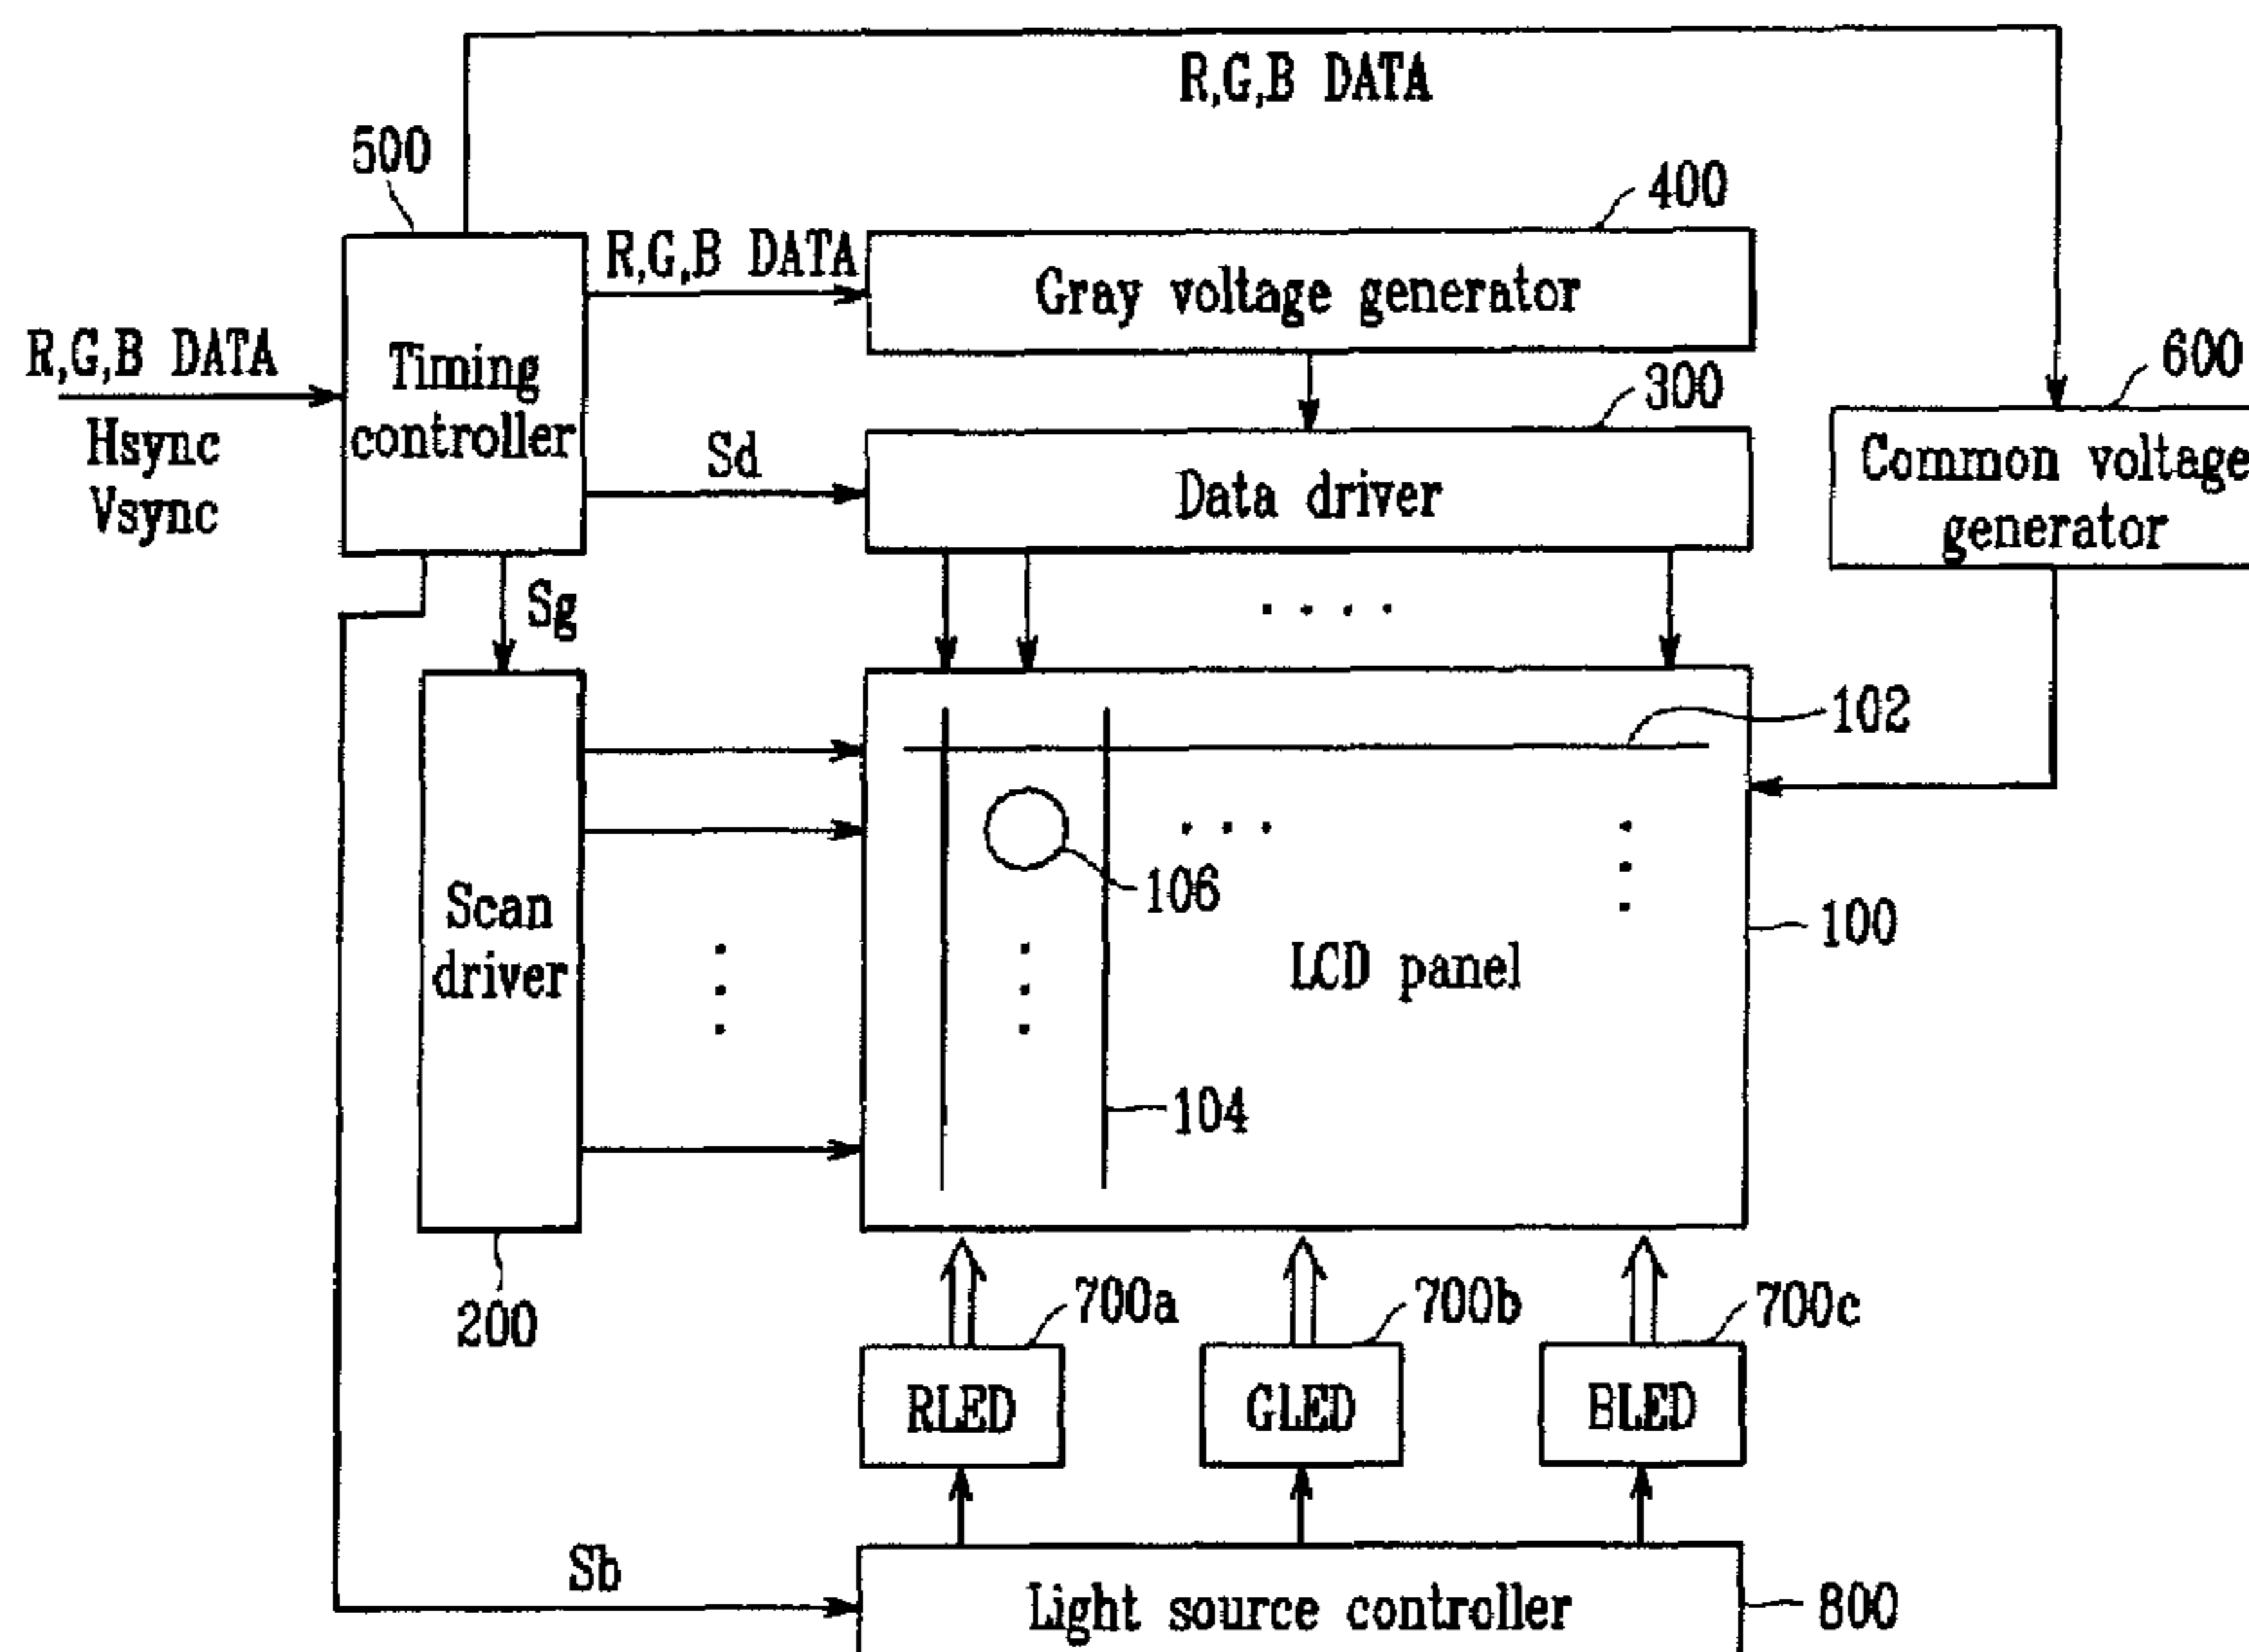 R,G,B DATA
500
400
R,G,B DATA
Gray voltage generator
R,G,B DATA
Timing
controller
Hsync
Vsync
600
300
Common voltage
generator
Sd
Data driver
Sg
102
106
Scan
driver
100
LCD panel
104
200
700a
700b
700c
RLED
GLED
BLED
Sb
Light source controller
800